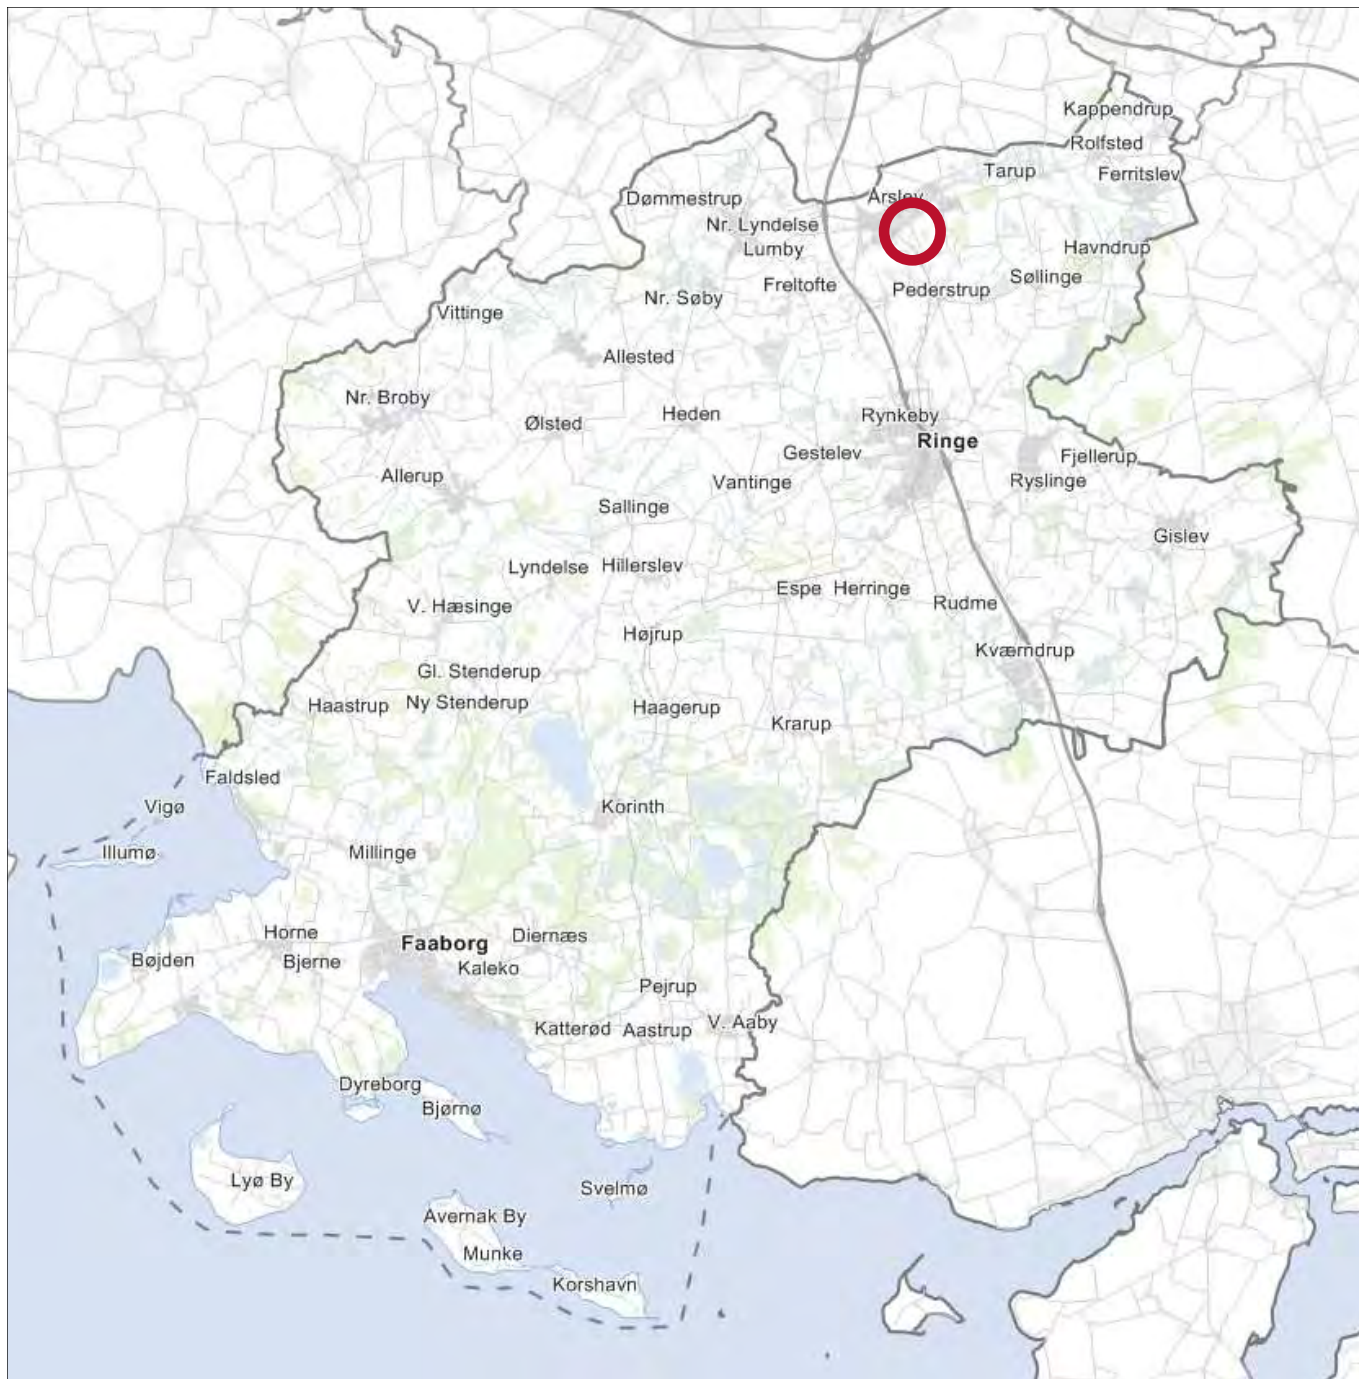 Kappendrup
Rolfsted
Tarup
Ferritslev
Årslev
Dømmestrup
Nr. Lyndelse
Lumby
Havndrup
Søllinge
Freltofte
Pederstrup
Nr. Søby
Vittinge
Allested
Nr. Broby
Heden
Rynkeby
Ølsted
Ringe
Gestelev
Fjellerup
Allerup
Vantinge
Ryslinge
Sallinge
Gislev
Lyndelse
Hillerslev
Espe
Herringe
Rudme
V. Hæsinge
Højrup
Kværndrup
Gl. Stenderup
Haastrup
Ny Stenderup
Haagerup
Krarup
Faldsled
Vigø
Korinth
Illumø
Millinge
Horne
Faaborg
Diernæs
Bøjden
Bjerne
Kaleko
Pejrup
Katterød
Aastrup
V. Aaby
Dyreborg
Bjørnø
Lyø By
Svelmø
Avernak By
Munke
Korshavn